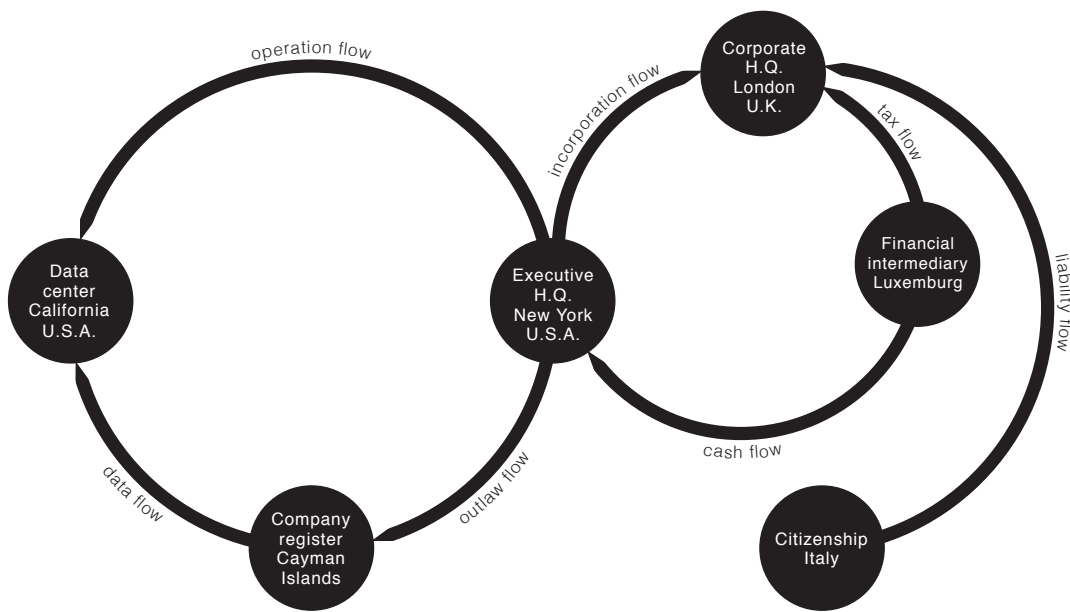 operation flow
Corporate
H.Q.
London
U.K.
incorporation flow
tax flow
Data
center
California
U.S.A.
Executive
H.Q.
New York
U.S.A.
Financial
intermediary
Luxemburg
liability flow
cash flow
data flow
outlaw flow
Company
register
Cayman
Islands
Citizenship
Italy